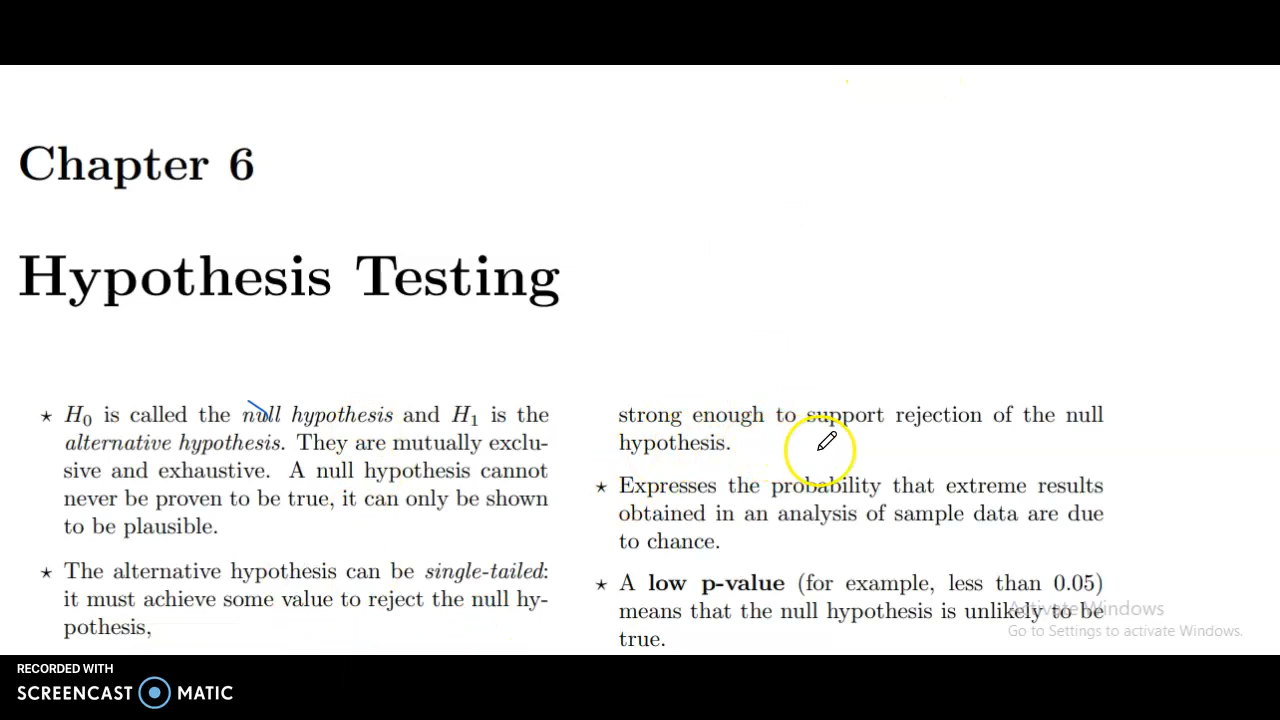 Chapter 6
Hypothesis Testing
⋆ H₀ is called the null hypothesis and H₁ is the
alternative hypothesis. They are mutually exclu-
sive and exhaustive. A null hypothesis cannot
never be proven to be true, it can only be shown
to be plausible.
⋆ The alternative hypothesis can be single-tailed:
it must achieve some value to reject the null hy-
pothesis,
strong enough to support rejection of the null
hypothesis.
⋆ Expresses the probability that extreme results
obtained in an analysis of sample data are due
to chance.
⋆ A low p-value (for example, less than 0.05)
means that the null hypothesis is unlikely to be
true.
Activate Windows
Go to Settings to activate Windows.
RECORDED WITH
SCREENCAST MATIC